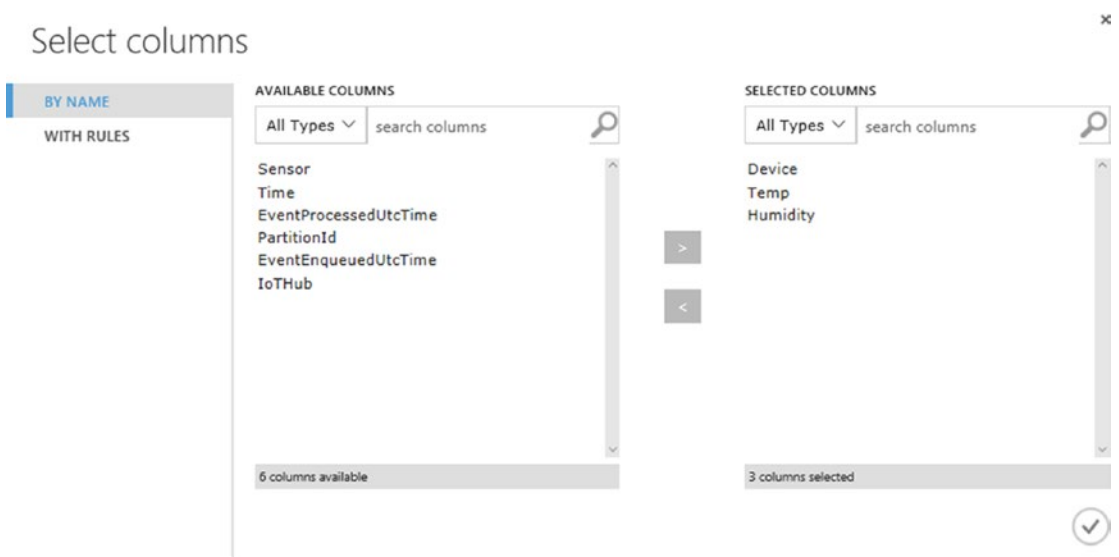 Select columns
BY NAME
WITH RULES
AVAILABLE COLUMNS
All Types
search columns
Sensor
Time
EventProcessedUtcTime
PartitionId
EventEnqueuedUtcTime
IoTHub
6 columns available
>
<
SELECTED COLUMNS
All Types
search columns
Device
Temp
Humidity
3 columns selected